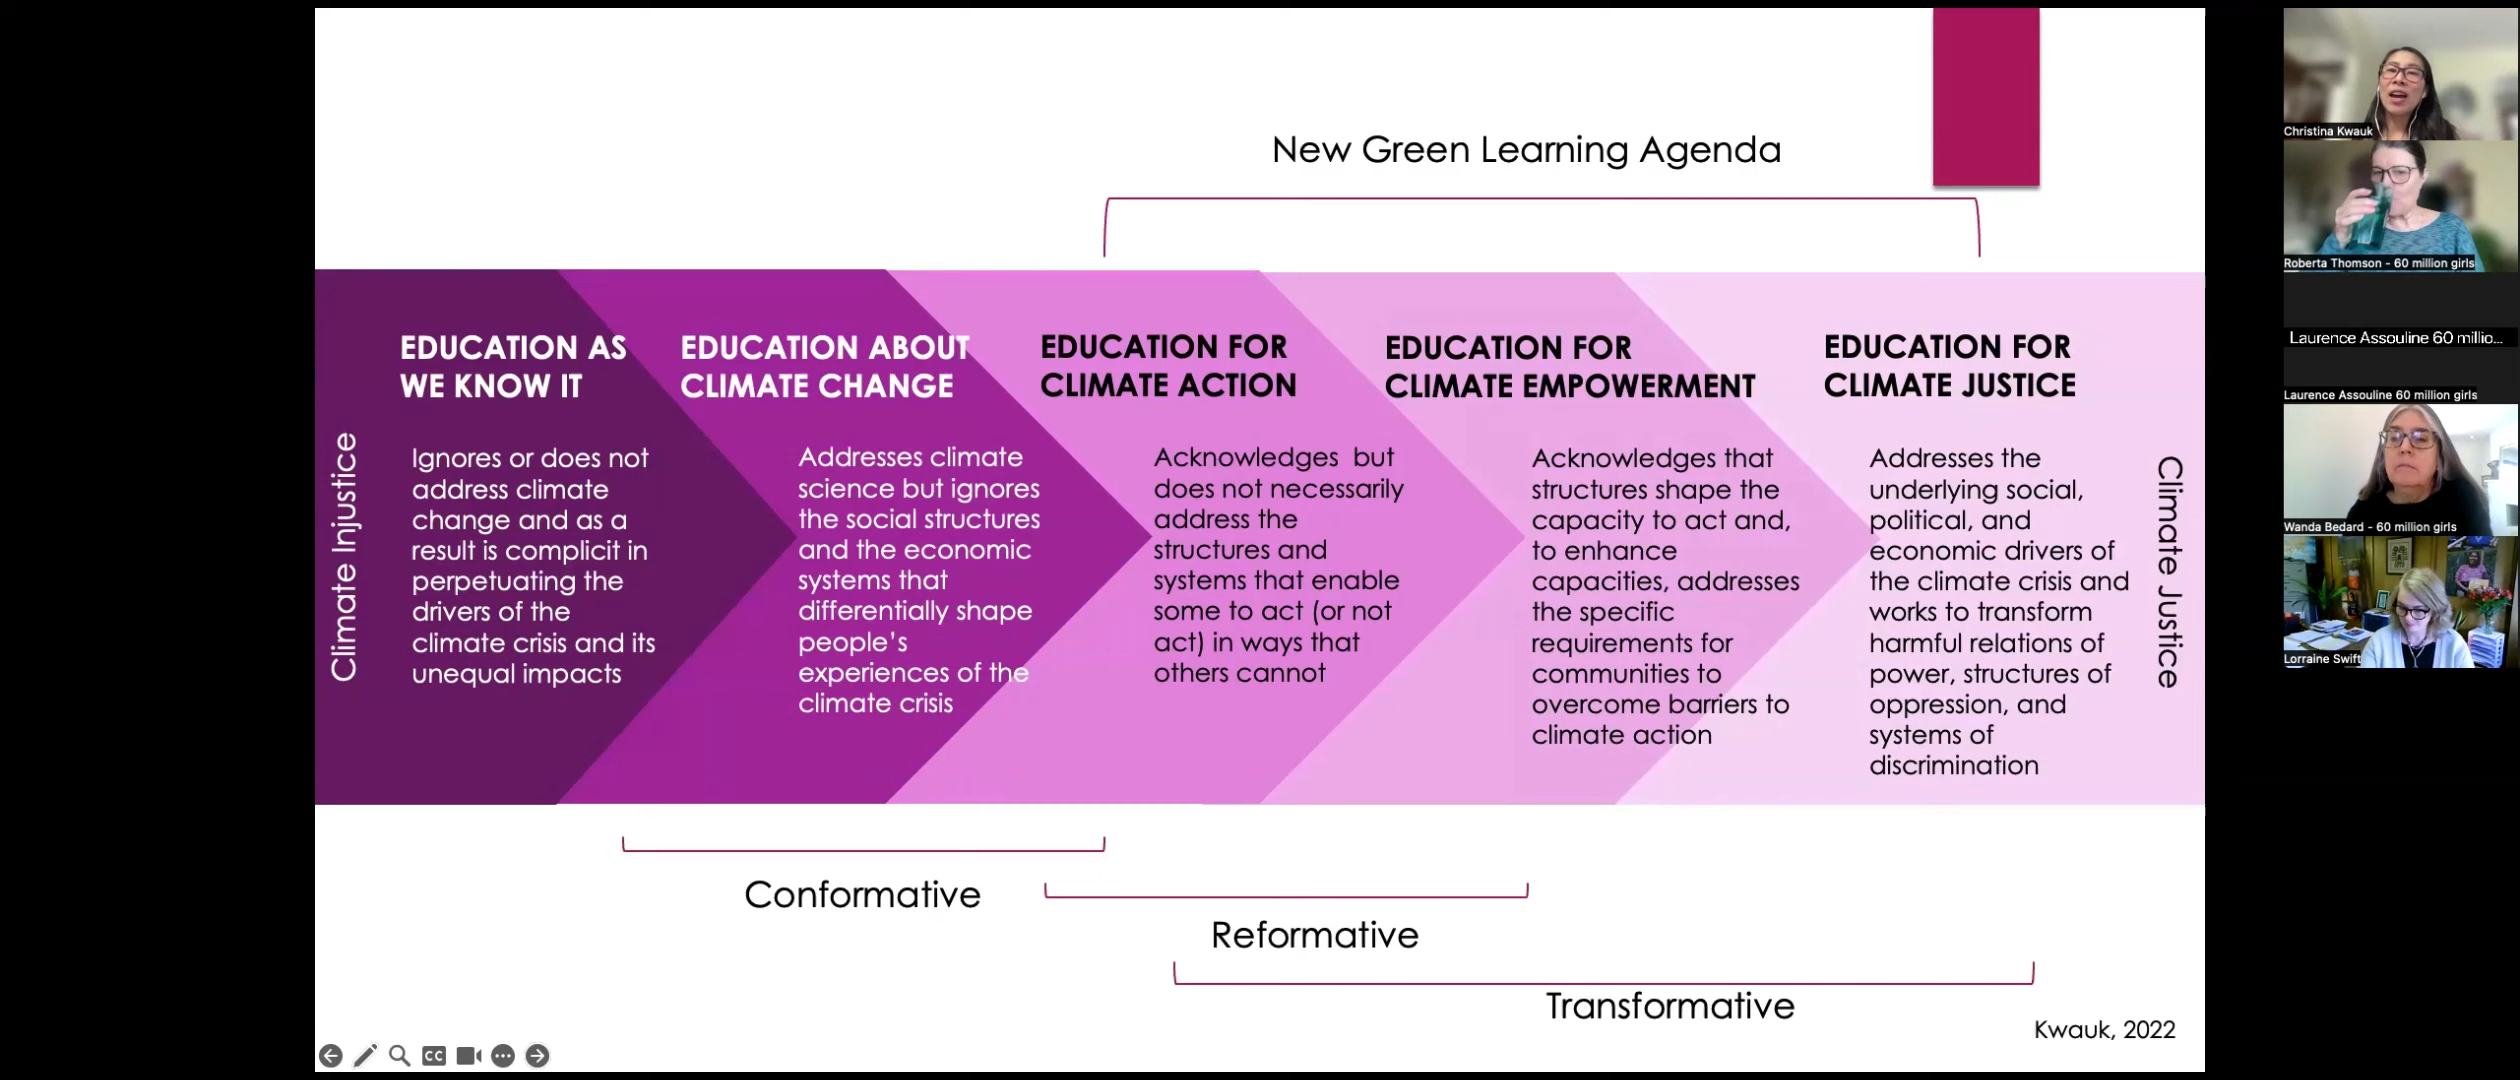 New Green Learning Agenda
Climate Injustice
EDUCATION AS
WE KNOW IT
Ignores or does not
address climate
change and as a
result is complicit in
perpetuating the
drivers of the
climate crisis and its
unequal impacts
EDUCATION ABOUT
CLIMATE CHANGE
Addresses climate
science but ignores
the social structures
and the economic
systems that
differentially shape
people's
experiences of the
climate crisis
EDUCATION FOR
CLIMATE ACTION
Acknowledges but
does not necessarily
address the
structures and
systems that enable
some to act (or not
act) in ways that
others cannot
EDUCATION FOR
CLIMATE EMPOWERMENT
Acknowledges that
structures shape the
capacity to act and,
to enhance
capacities, addresses
the specific
requirements for
communities to
overcome barriers to
climate action
EDUCATION FOR
CLIMATE JUSTICE
Addresses the
underlying social,
political, and
economic drivers of
the climate crisis and
works to transform
harmful relations of
power, structures of
oppression, and
systems of
discrimination
Climate Justice
Conformative
Reformative
Transformative
Kwauk, 2022
CC
Christina Kwauk
Roberta Thomson - 60 million girls
Laurence Assouline 60 millio...
Laurence Assouline 60 million girls
Wanda Bedard - 60 million girls
Lorraine Swift